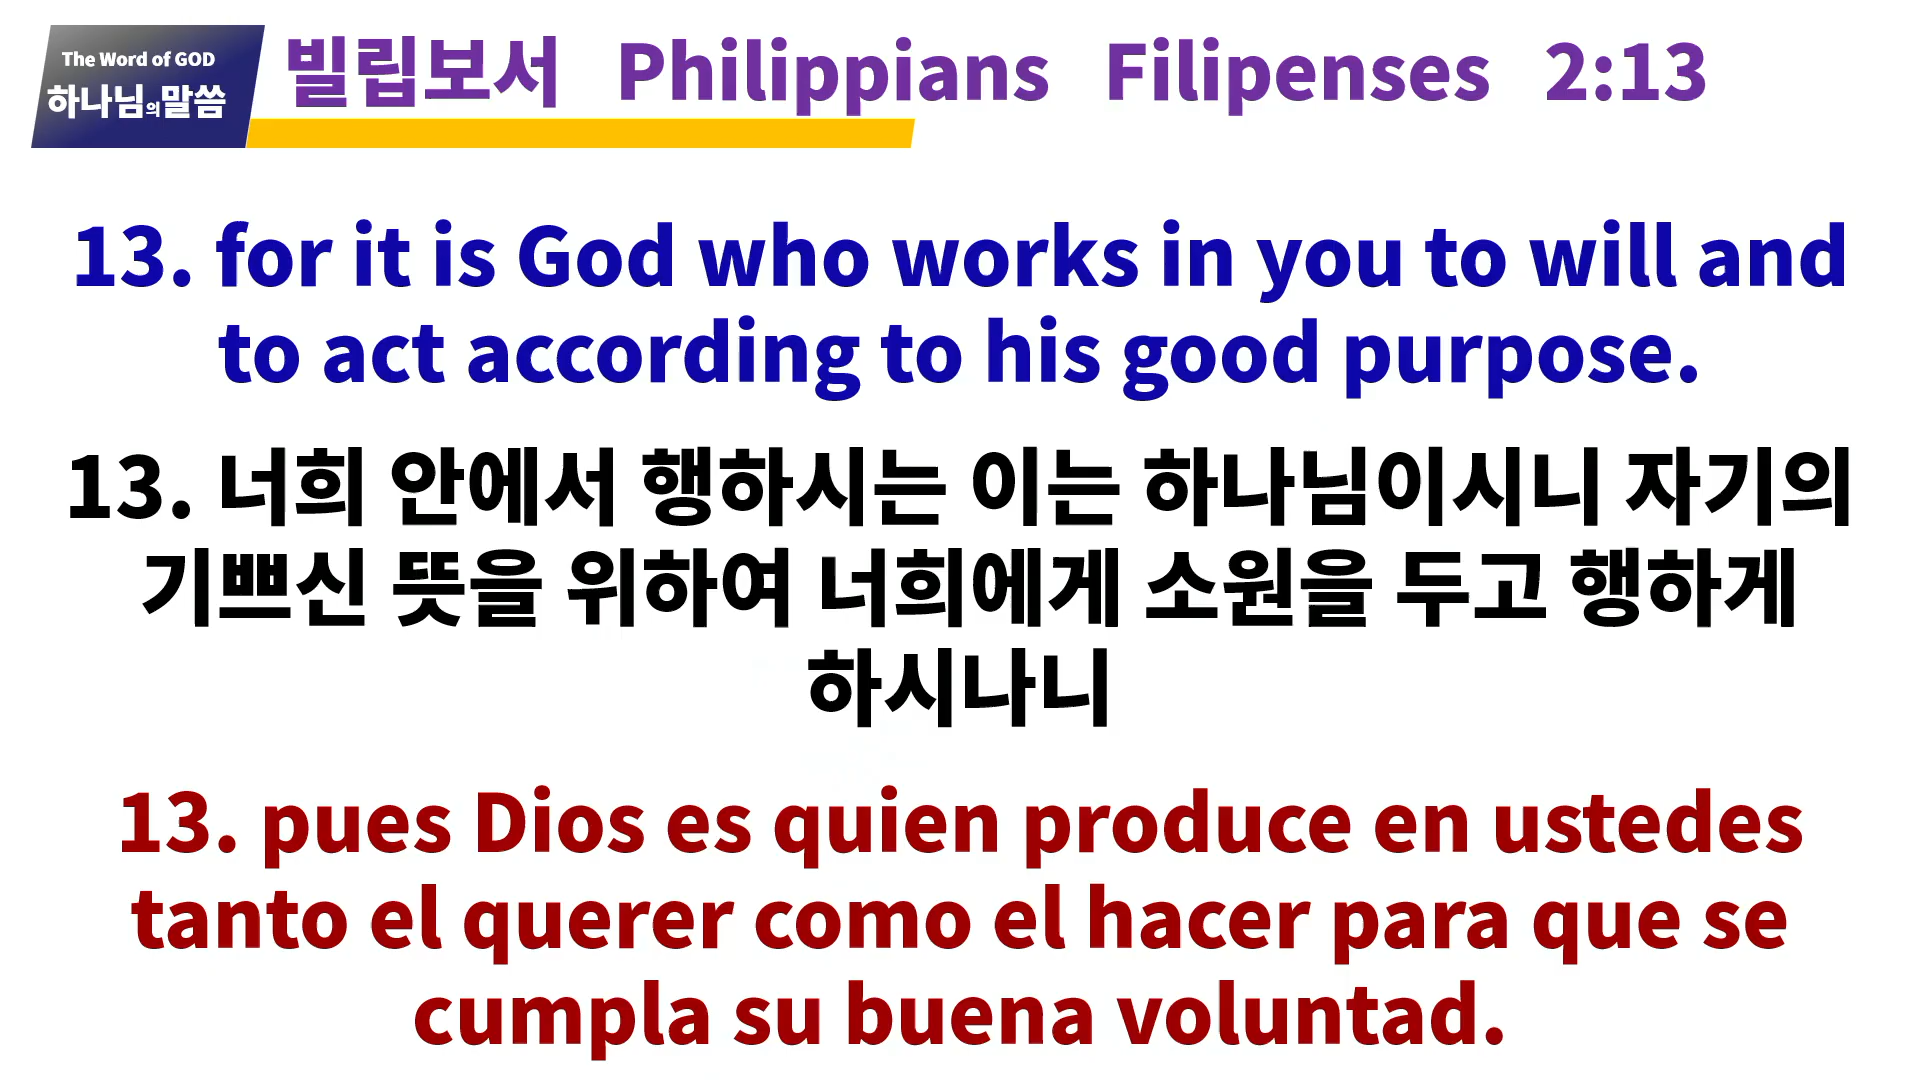 The Word of GOD
하나님의말씀
빌립보서 Philippians Filipenses 2:13
13. for it is God who works in you to will and
to act according to his good purpose.
13. 너희 안에서 행하시는 이는 하나님이시니 자기의
기쁘신 뜻을 위하여 너희에게 소원을 두고 행하게
하시나니
13. pues Dios es quien produce en ustedes
tanto el querer como el hacer para que se
cumpla su buena voluntad.